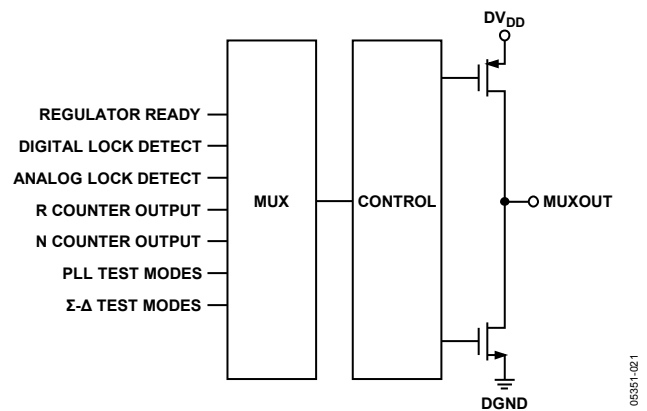 DVDD
REGULATOR READY
DIGITAL LOCK DETECT
ANALOG LOCK DETECT
R COUNTER OUTPUT
N COUNTER OUTPUT
PLL TEST MODES
Σ-Δ TEST MODES
MUX
CONTROL
MUXOUT
DGND
05351-021